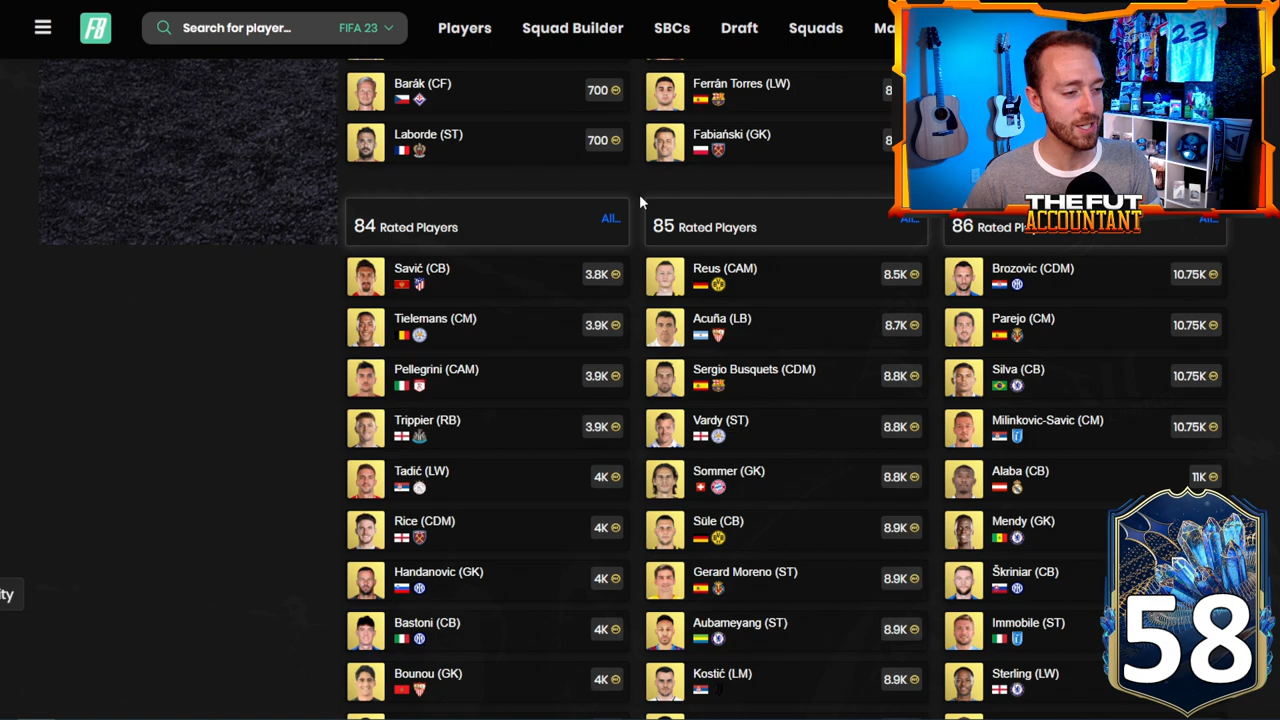 FB
Search for player...
FIFA 23
Players
Squad Builder
SBCs
Draft
Squads
Ma
23
THE FUT
ACCOUNTANT
Barák (CF)
700
Ferrán Torres (LW)
8
Laborde (ST)
700
Fabiański (GK)
8
84 Rated Players
All...
85 Rated Players
All...
86 Rated P
All...
Savić (CB)
3.8K
Reus (CAM)
8.5K
Brozovic (CDM)
10.75K
Tielemans (CM)
3.9K
Acuña (LB)
8.7K
Parejo (CM)
10.75K
Pellegrini (CAM)
3.9K
Sergio Busquets (CDM)
8.8K
Silva (CB)
10.75K
Trippier (RB)
3.9K
Vardy (ST)
8.8K
Milinkovic-Savic (CM)
10.75K
Tadić (LW)
4K
Sommer (GK)
8.8K
Alaba (CB)
11K
Rice (CDM)
4K
Süle (CB)
8.9K
Mendy (GK)
Handanovic (GK)
4K
Gerard Moreno (ST)
8.9K
Škriniar (CB)
ity
Bastoni (CB)
4K
Aubameyang (ST)
8.9K
Immobile (ST)
Bounou (GK)
4K
Kostić (LM)
8.9K
Sterling (LW)
58